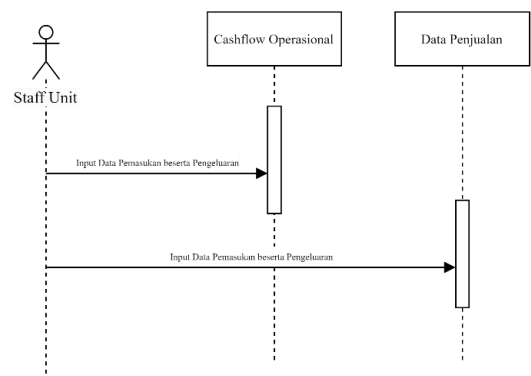 Cashflow Operasional
Data Penjualan
Staff Unit
Input Data Pemasukan beserta Pengeluaran
Input Data Pemasukan beserta Pengeluaran